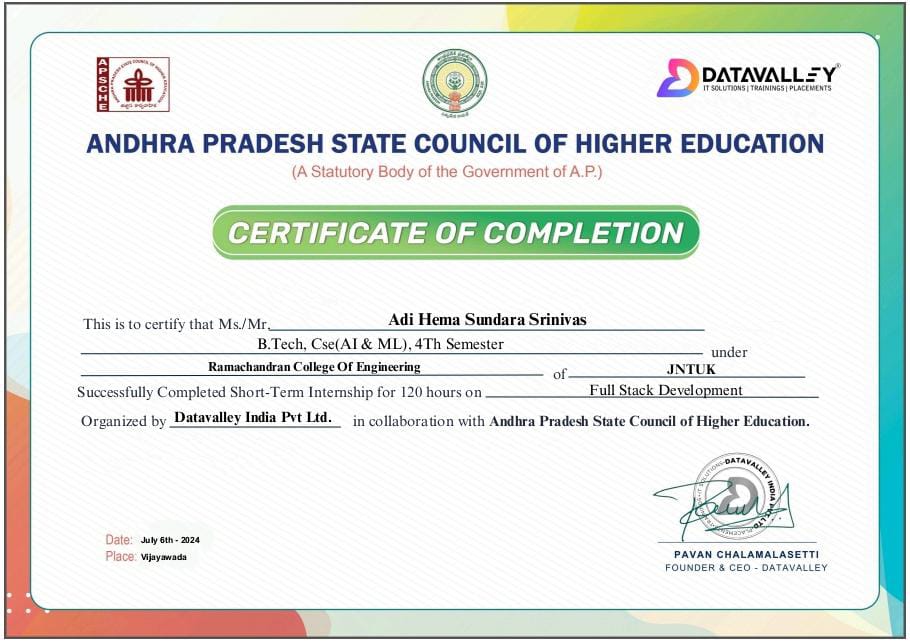 APSCHE
DATAVALLEY®
IT SOLUTIONS | TRAININGS | PLACEMENTS
ANDHRA PRADESH STATE COUNCIL OF HIGHER EDUCATION
(A Statutory Body of the Government of A.P.)
CERTIFICATE OF COMPLETION
This is to certify that Ms./Mr. Adi Hema Sundara Srinivas
B.Tech, Cse(AI & ML), 4Th Semester under
Ramachandran College Of Engineering of JNTUK
Successfully Completed Short-Term Internship for 120 hours on Full Stack Development
Organized by Datavalley India Pvt Ltd. in collaboration with Andhra Pradesh State Council of Higher Education.
DATAVALLEY INDIA PVT LTD
Date: July 6th - 2024
Place: Vijayawada
PAVAN CHALAMALASETTI
FOUNDER & CEO - DATAVALLEY